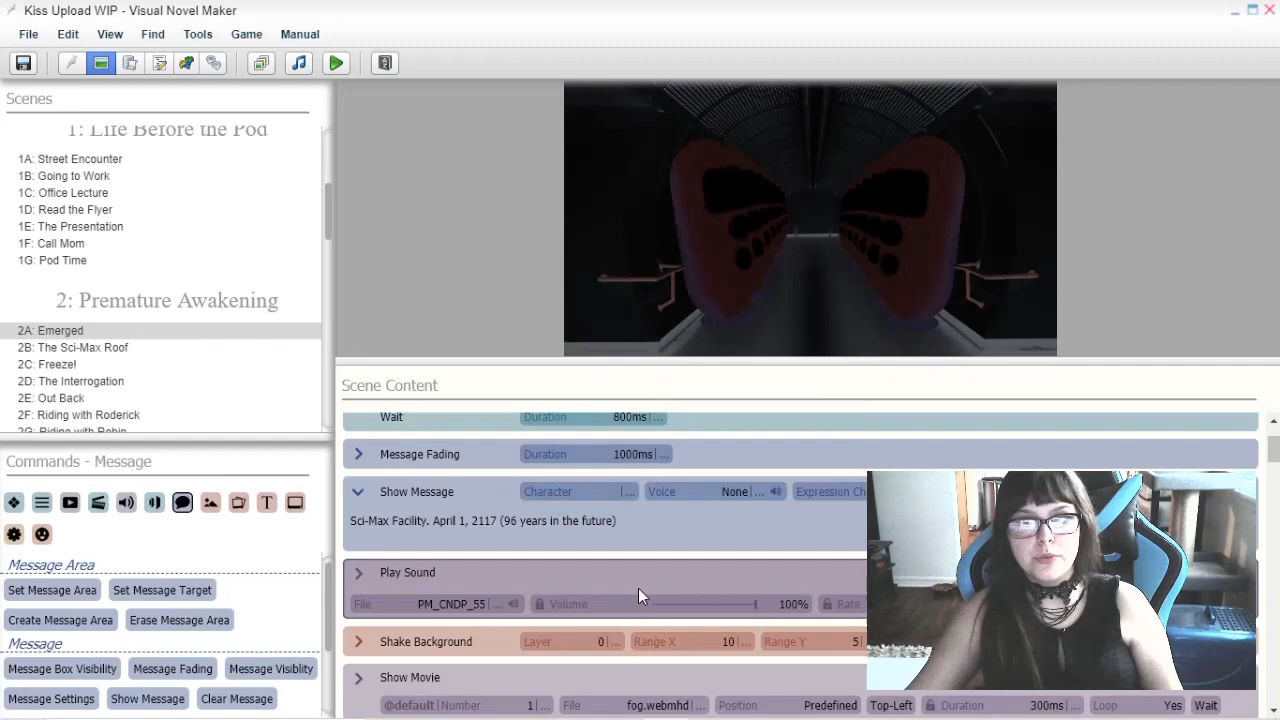 Kiss Upload WIP - Visual Novel Maker
File Edit View Find Tools Game Manual
Scenes
1: Life Before the Pod
1A: Street Encounter
1B: Going to Work
1C: Office Lecture
1D: Read the Flyer
1E: The Presentation
1F: Call Mom
1G: Pod Time
2: Premature Awakening
2A: Emerged
2B: The Sci-Max Roof
2C: Freeze!
2D: The Interrogation
2E: Out Back
2F: Riding with Roderick
2G: Riding with Robin
Commands - Message
Message Area
Set Message Area Set Message Target
Create Message Area Erase Message Area
Message
Message Box Visibility Message Fading Message Visiblity
Message Settings Show Message Clear Message
Scene Content
Wait Duration 800ms ...
Message Fading Duration 1000ms ...
Show Message Character ... Voice None ... Expression Ch
Sci-Max Facility. April 1, 2117 (96 years in the future)
Play Sound
File PM_CNDP_55 ... Volume 100% Rate
Shake Background Layer 0 ... Range X 10 ... Range Y 5
Show Movie
@default Number 1 ... File fog.webmhd ... Position Predefined Top-Left Duration 300ms ... Loop Yes Wait